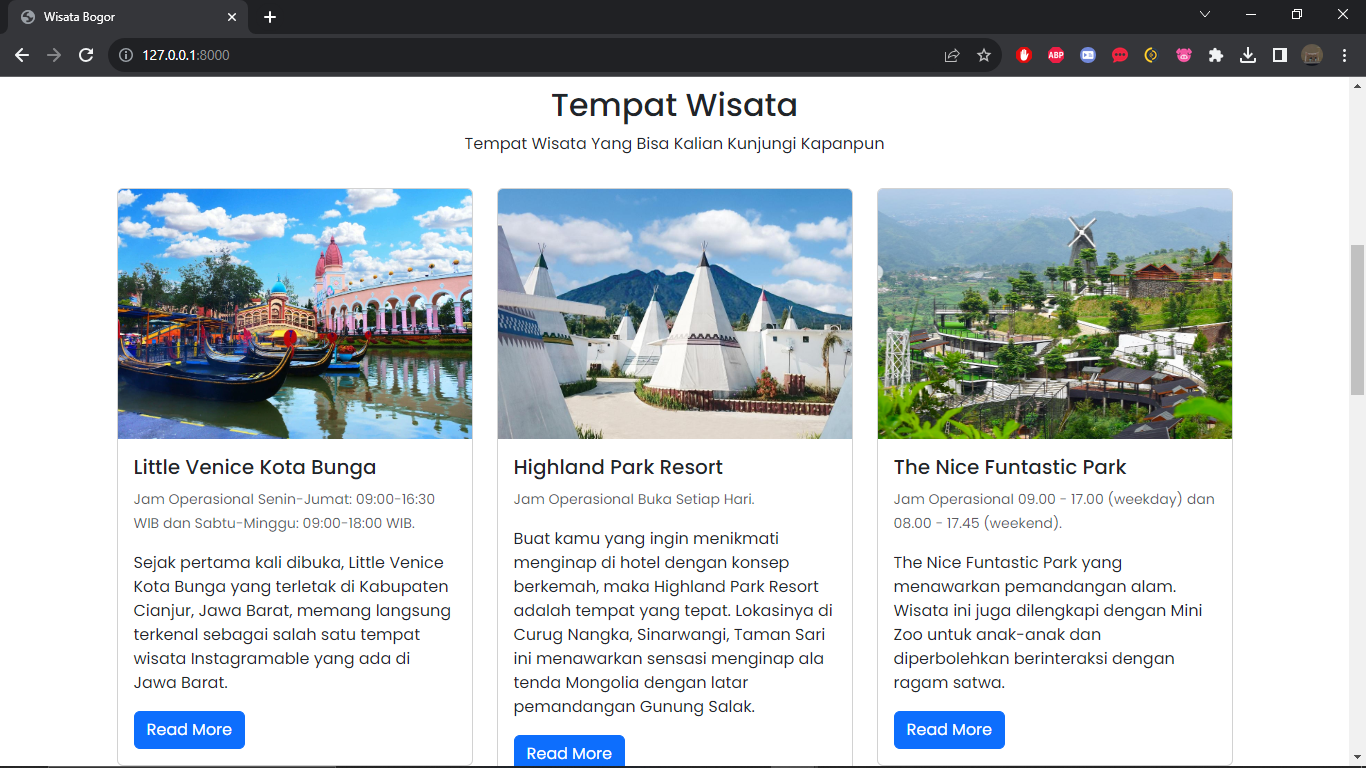 Wisata Bogor
127.0.0.1:8000
ABP
Tempat Wisata
Tempat Wisata Yang Bisa Kalian Kunjungi Kapanpun
Little Venice Kota Bunga
Jam Operasional Senin-Jumat: 09:00-16:30
WIB dan Sabtu-Minggu: 09:00-18:00 WIB.
Sejak pertama kali dibuka, Little Venice
Kota Bunga yang terletak di Kabupaten
Cianjur, Jawa Barat, memang langsung
terkenal sebagai salah satu tempat
wisata Instagramable yang ada di
Jawa Barat.
Read More
Highland Park Resort
Jam Operasional Buka Setiap Hari.
Buat kamu yang ingin menikmati
menginap di hotel dengan konsep
berkemah, maka Highland Park Resort
adalah tempat yang tepat. Lokasinya di
Curug Nangka, Sinarwangi, Taman Sari
ini menawarkan sensasi menginap ala
tenda Mongolia dengan latar
pemandangan Gunung Salak.
Read More
The Nice Funtastic Park
Jam Operasional 09.00 - 17.00 (weekday) dan
08.00 - 17.45 (weekend).
The Nice Funtastic Park yang
menawarkan pemandangan alam.
Wisata ini juga dilengkapi dengan Mini
Zoo untuk anak-anak dan
diperbolehkan berinteraksi dengan
ragam satwa.
Read More